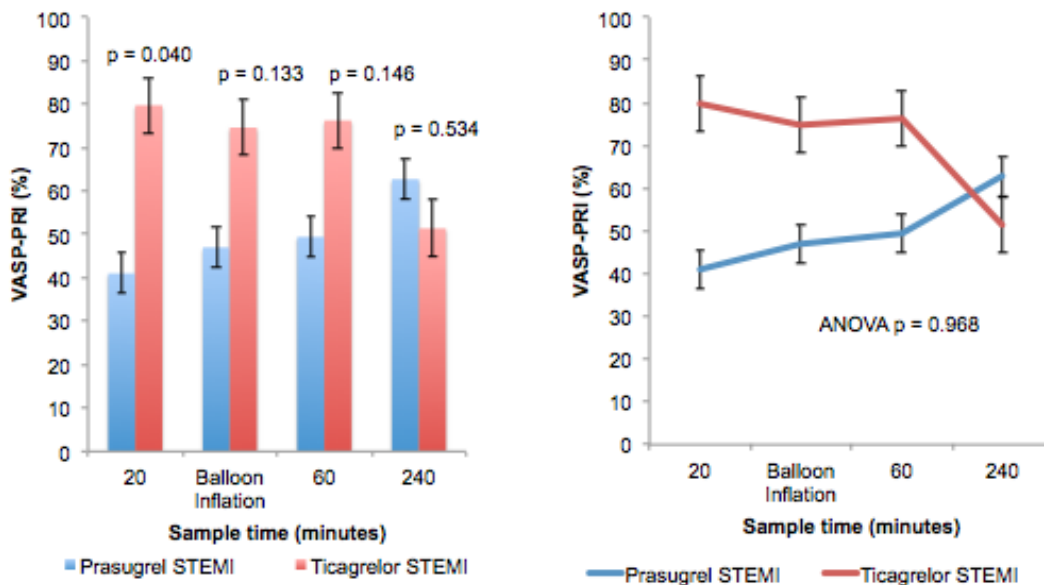 100
90
80
70
60
50
40
30
20
10
0
VASP-PRI (%)
p = 0.040
p = 0.133
p = 0.146
p = 0.534
20
Balloon
Inflation
60
240
Sample time (minutes)
Prasugrel STEMI
Ticagrelor STEMI
100
90
80
70
60
50
40
30
20
10
0
VASP-PRI (%)
ANOVA p = 0.968
20
Balloon
Inflation
60
240
Sample time (minutes)
Prasugrel STEMI
Ticagrelor STEMI